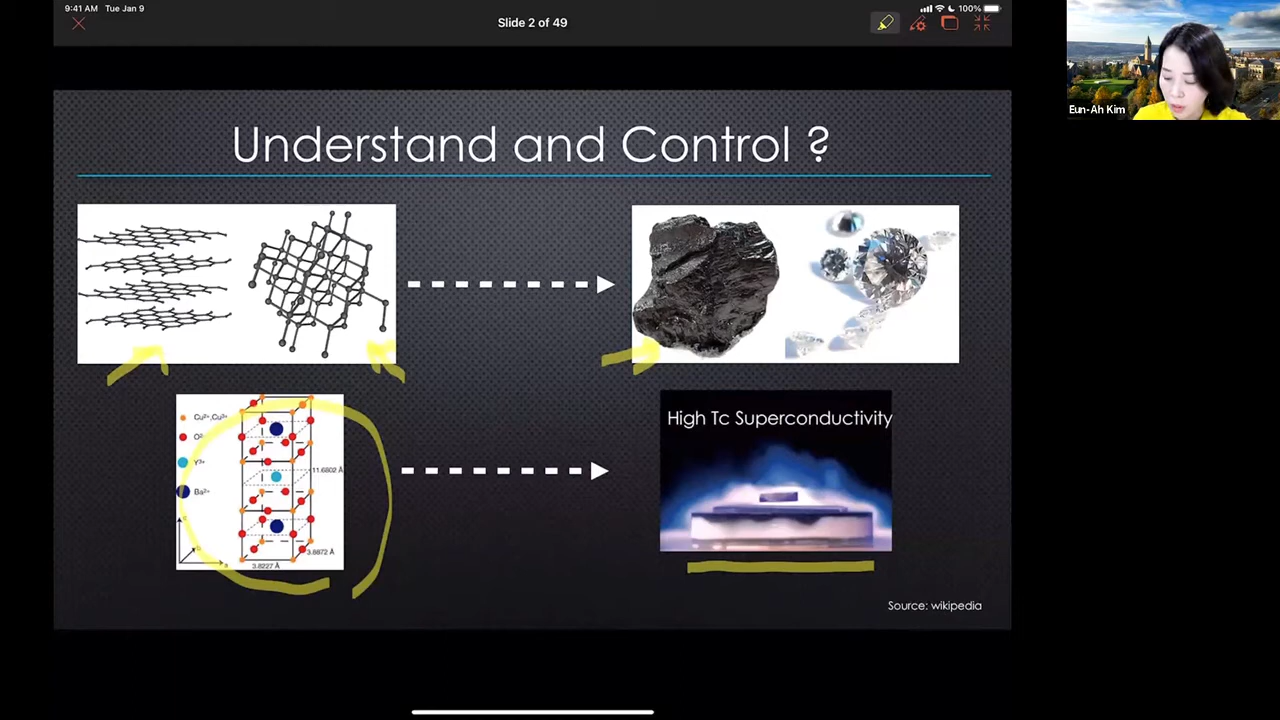 9:41 AM Tue Jan 9
100%
Slide 2 of 49
Eun-Ah Kim
Understand and Control ?
High Tc Superconductivity
Cu²⁺,Cu³⁺
O²⁻
Y³⁺
Ba²⁺
11.6802 Å
3.8872 Å
3.8227 Å
c
b
a
Source: wikipedia